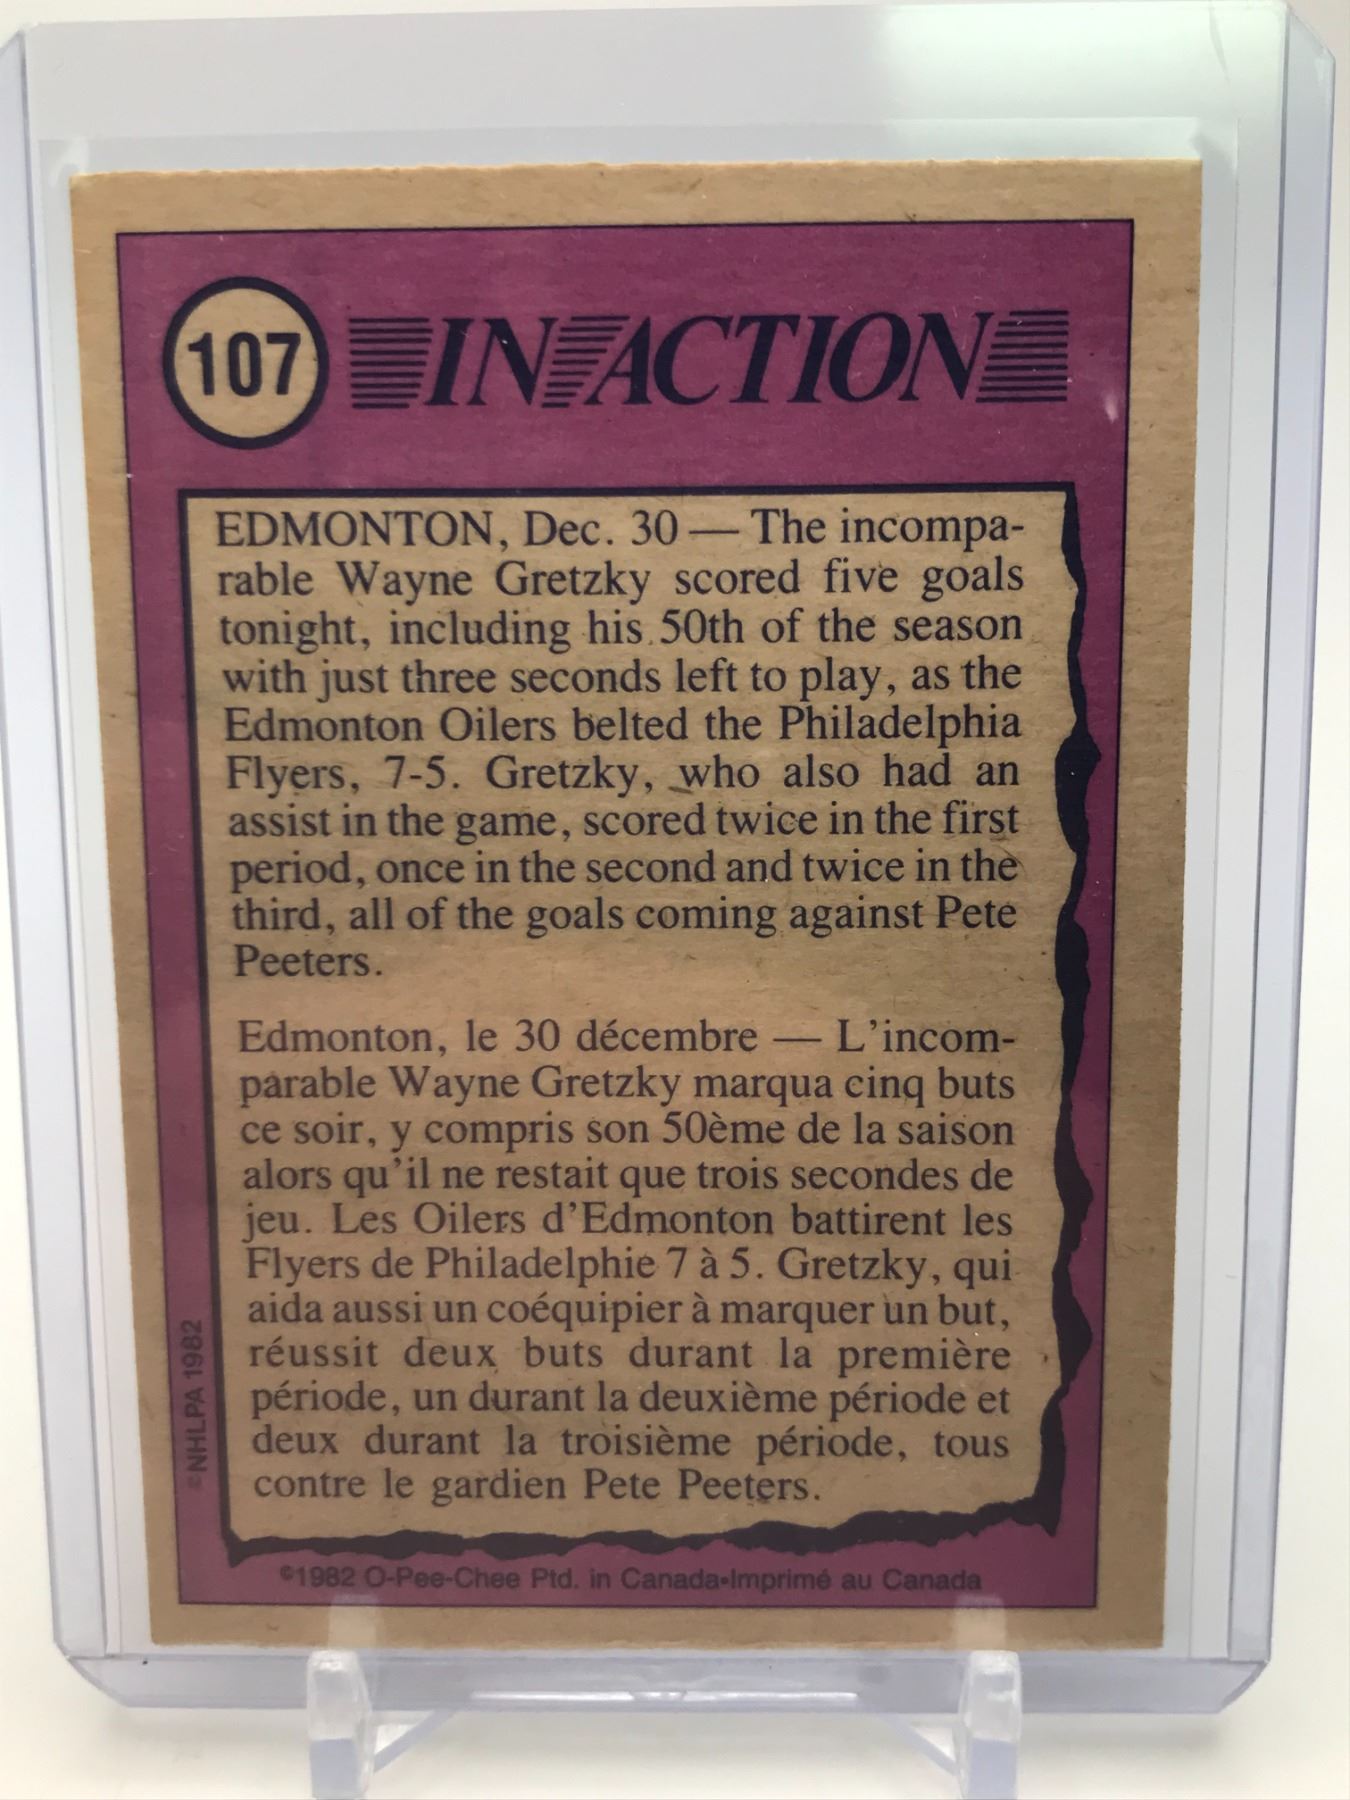 107 IN ACTION
EDMONTON, Dec. 30 — The incompa-
rable Wayne Gretzky scored five goals
tonight, including his 50th of the season
with just three seconds left to play, as the
Edmonton Oilers belted the Philadelphia
Flyers, 7-5. Gretzky, who also had an
assist in the game, scored twice in the first
period, once in the second and twice in the
third, all of the goals coming against Pete
Peeters.
Edmonton, le 30 décembre — L'incom-
parable Wayne Gretzky marqua cinq buts
ce soir, y compris son 50ème de la saison
alors qu'il ne restait que trois secondes de
jeu. Les Oilers d'Edmonton battirent les
Flyers de Philadelphie 7 à 5. Gretzky, qui
aida aussi un coéquipier à marquer un but,
réussit deux buts durant la première
période, un durant la deuxième période et
deux durant la troisième période, tous
contre le gardien Pete Peeters.
©NHLPA 1982
©1982 O-Pee-Chee Ptd. in Canada•Imprimé au Canada